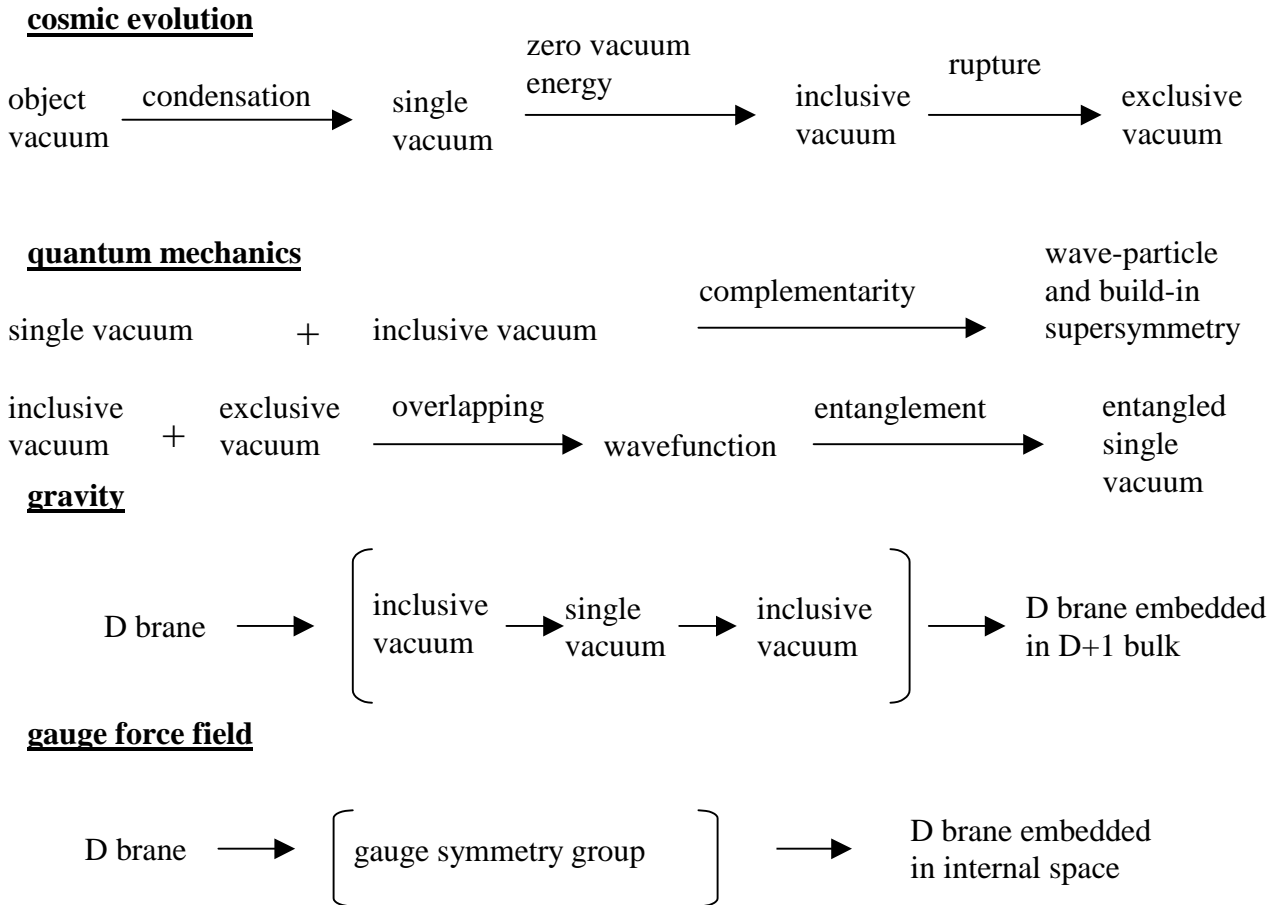 cosmic evolution
object
vacuum
condensation
single
vacuum
zero vacuum
energy
inclusive
vacuum
rupture
exclusive
vacuum
quantum mechanics
single vacuum
+
inclusive vacuum
complementarity
wave-particle
and build-in
supersymmetry
inclusive
vacuum
+
exclusive
vacuum
overlapping
wavefunction
entanglement
entangled
single
vacuum
gravity
D brane
inclusive
vacuum
single
vacuum
inclusive
vacuum
D brane embedded
in D+1 bulk
gauge force field
D brane
gauge symmetry group
D brane embedded
in internal space